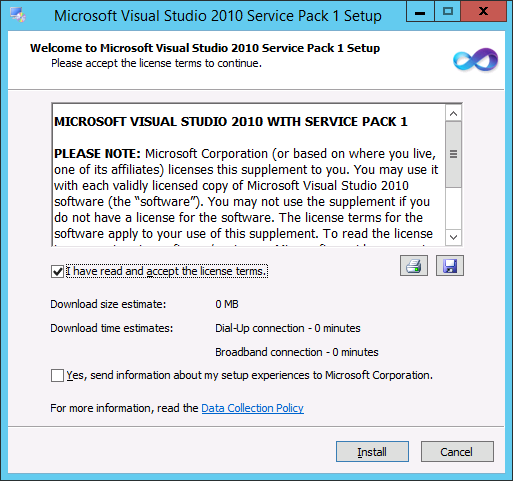 Microsoft Visual Studio 2010 Service Pack 1 Setup
Welcome to Microsoft Visual Studio 2010 Service Pack 1 Setup
Please accept the license terms to continue.
MICROSOFT VISUAL STUDIO 2010 WITH SERVICE PACK 1
PLEASE NOTE: Microsoft Corporation (or based on where you live,
one of its affiliates) licenses this supplement to you. You may use it
with each validly licensed copy of Microsoft Visual Studio 2010
software (the “software”). You may not use the supplement if you
do not have a license for the software. The license terms for the
software apply to your use of this supplement. To read the license
I have read and accept the license terms.
Download size estimate: 0 MB
Download time estimates: Dial-Up connection - 0 minutes
Broadband connection - 0 minutes
Yes, send information about my setup experiences to Microsoft Corporation.
For more information, read the Data Collection Policy
Install Cancel